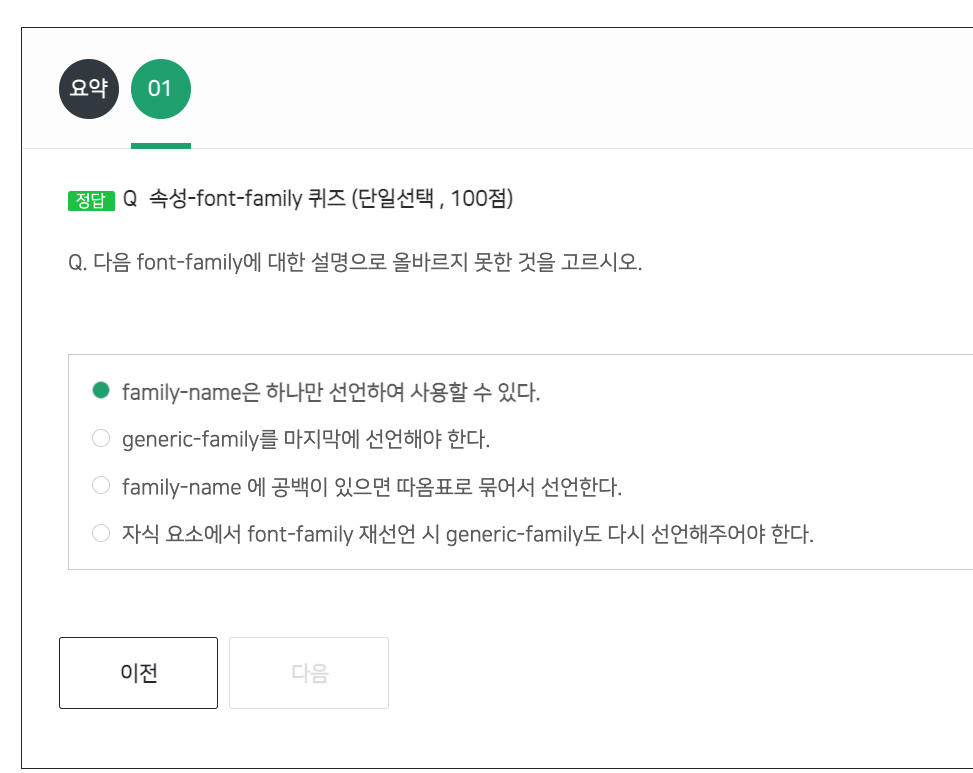 요약
01
정답 Q 속성-font-family 퀴즈 (단일선택 , 100점)
Q. 다음 font-family에 대한 설명으로 올바르지 못한 것을 고르시오.
family-name은 하나만 선언하여 사용할 수 있다.
generic-family를 마지막에 선언해야 한다.
family-name 에 공백이 있으면 따옴표로 묶어서 선언한다.
자식 요소에서 font-family 재선언 시 generic-family도 다시 선언해주어야 한다.
이전
다음